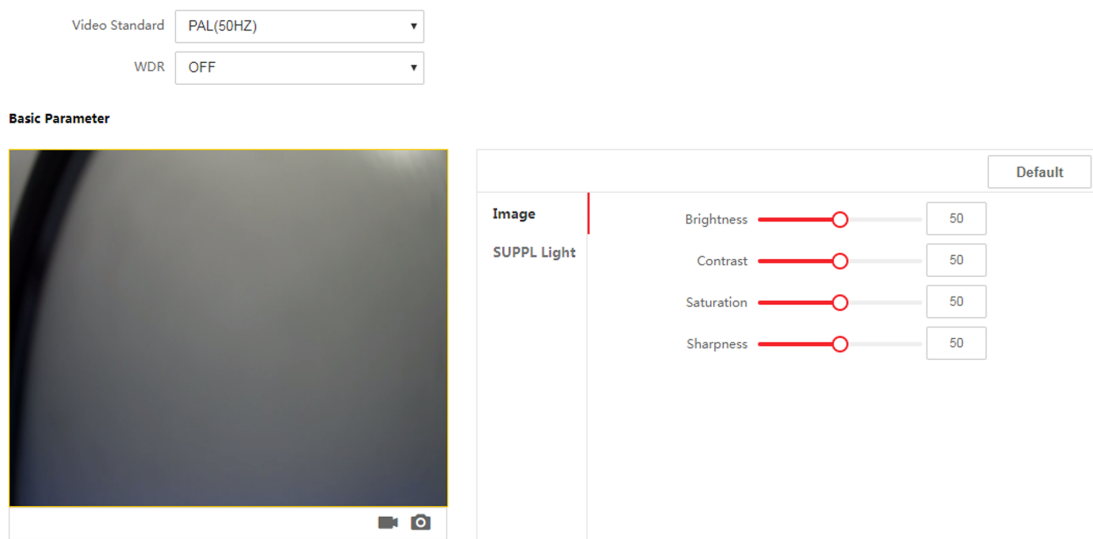 Video Standard PAL(50HZ)
WDR OFF
Basic Parameter
Default
Image
SUPPL Light
Brightness 50
Contrast 50
Saturation 50
Sharpness 50